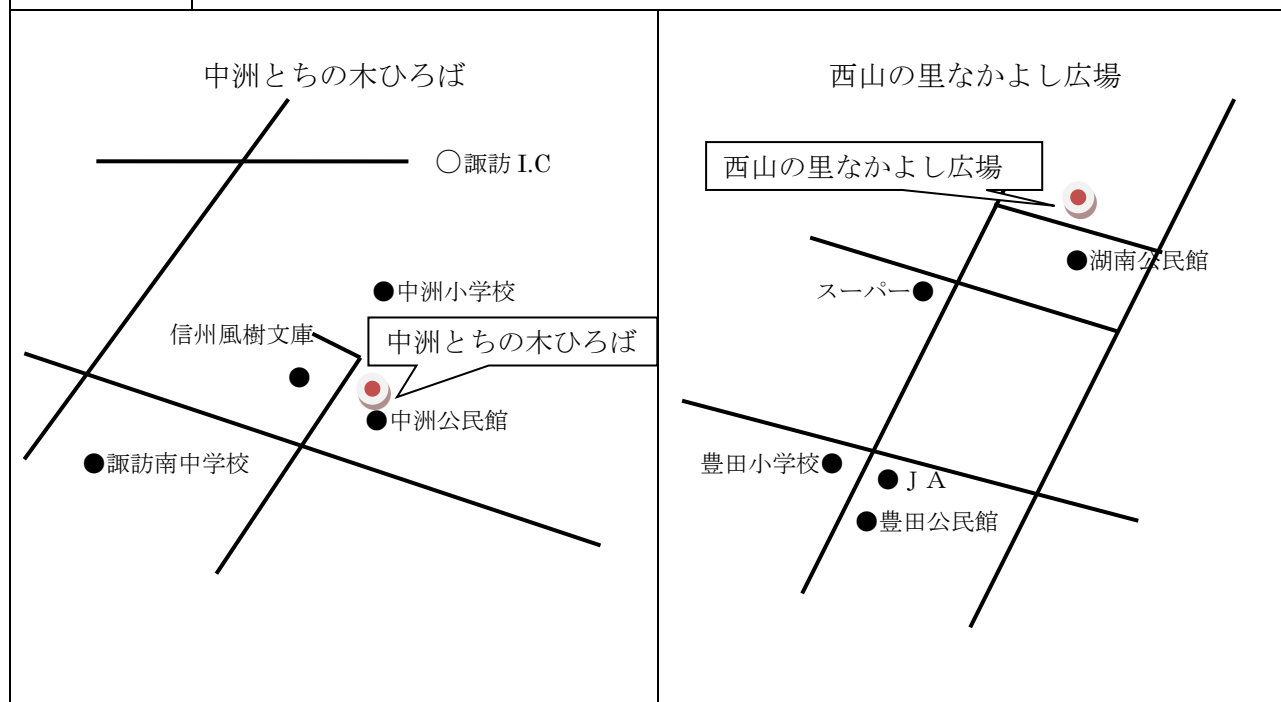 中洲とちの木ひろば
諏訪 I.C
中洲小学校
信州風樹文庫
中洲とちの木ひろば
中洲公民館
諏訪南中学校
西山の里なかよし広場
西山の里なかよし広場
湖南公民館
スーパー
豊田小学校
ＪＡ
豊田公民館